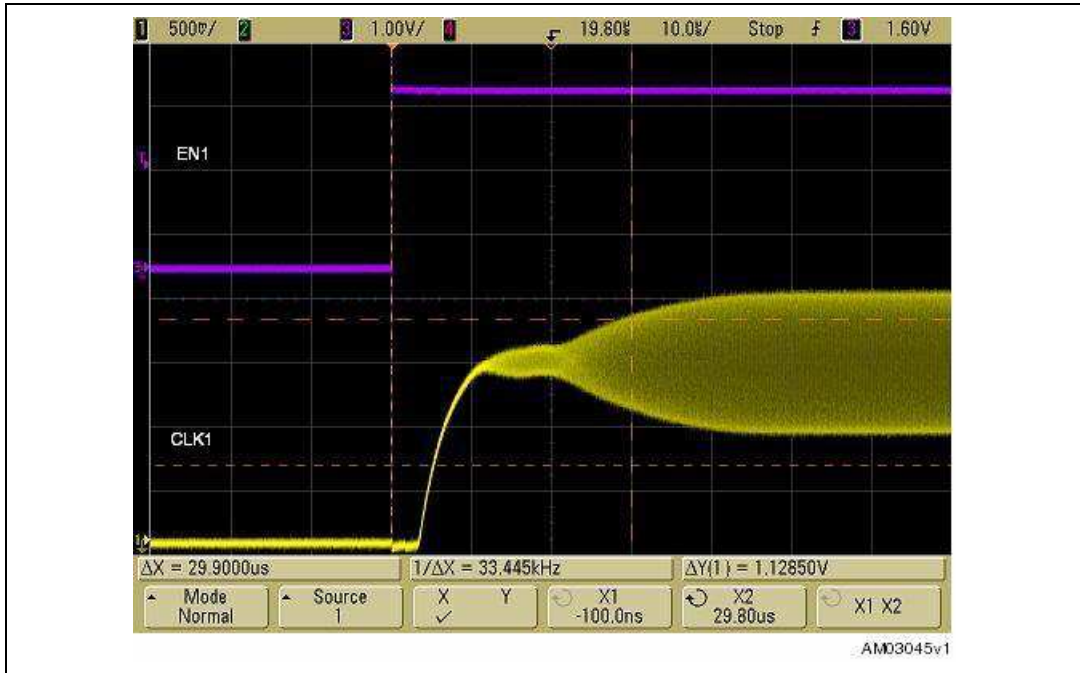 1 500mV/ 2 3 1.00V/ 4 19.80us 10.0us/ Stop 3 1.60V
EN1
CLK1
ΔX = 29.9000us 1/ΔX = 33.445kHz ΔY(1) = 1.12850V
Mode Source X Y X1 X2 X1 X2
Normal 1 ✓ -100.0ns 29.80us
AM03045v1